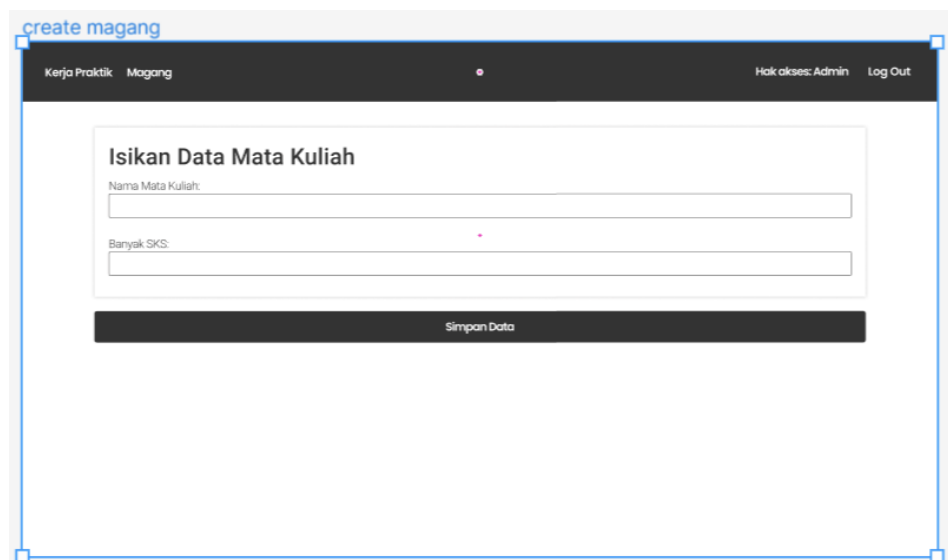 create magang
Kerja Praktik Magang Hak akses: Admin Log Out
Isikan Data Mata Kuliah
Nama Mata Kuliah:
Banyak SKS:
Simpan Data